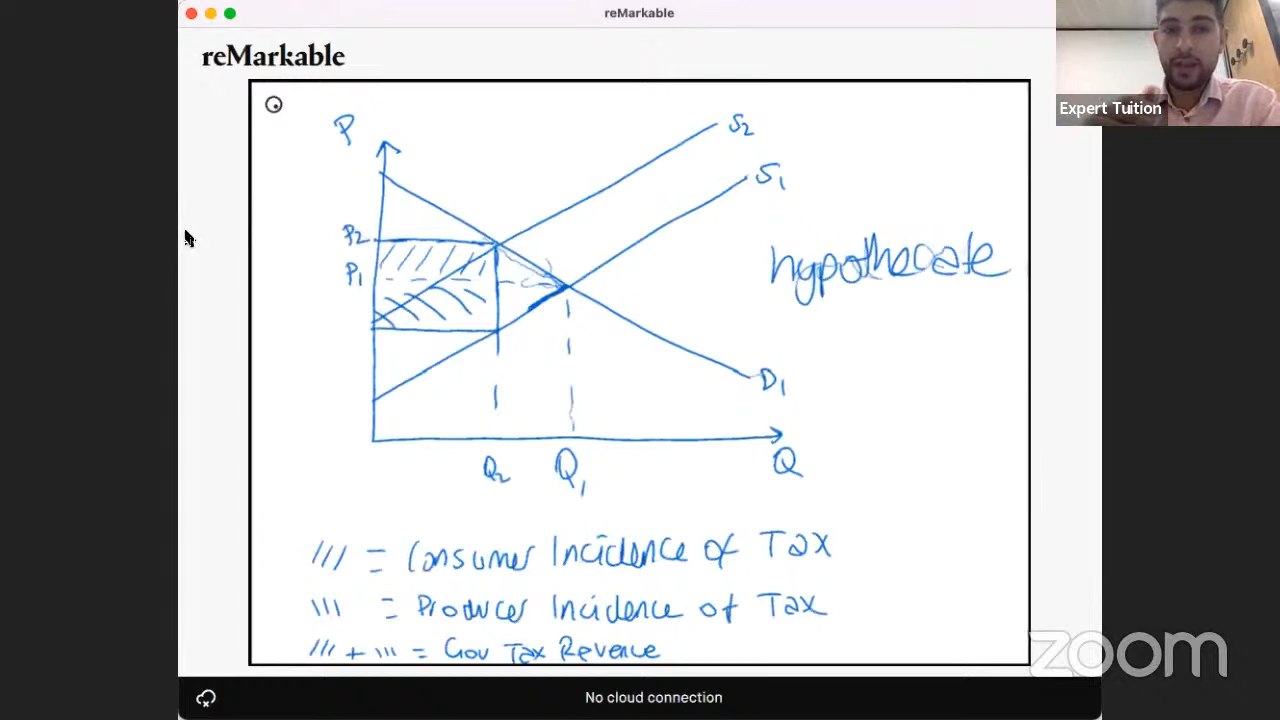 reMarkable
reMarkable
Expert Tuition
P
S2
S1
P2
P1
hypothecate
D1
Q2
Q1
Q
/// = Consumer Incidence of Tax
\\\ = Producer Incidence of Tax
/// + \\\ = Gov Tax Revenue
zoom
No cloud connection